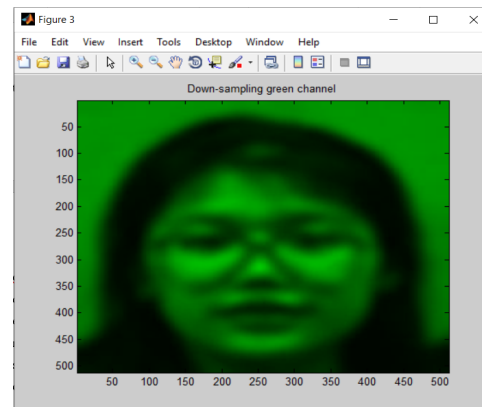 Figure 3
File Edit View Insert Tools Desktop Window Help
Down-sampling green channel
50
100
150
200
250
300
350
400
450
500
50 100 150 200 250 300 350 400 450 500